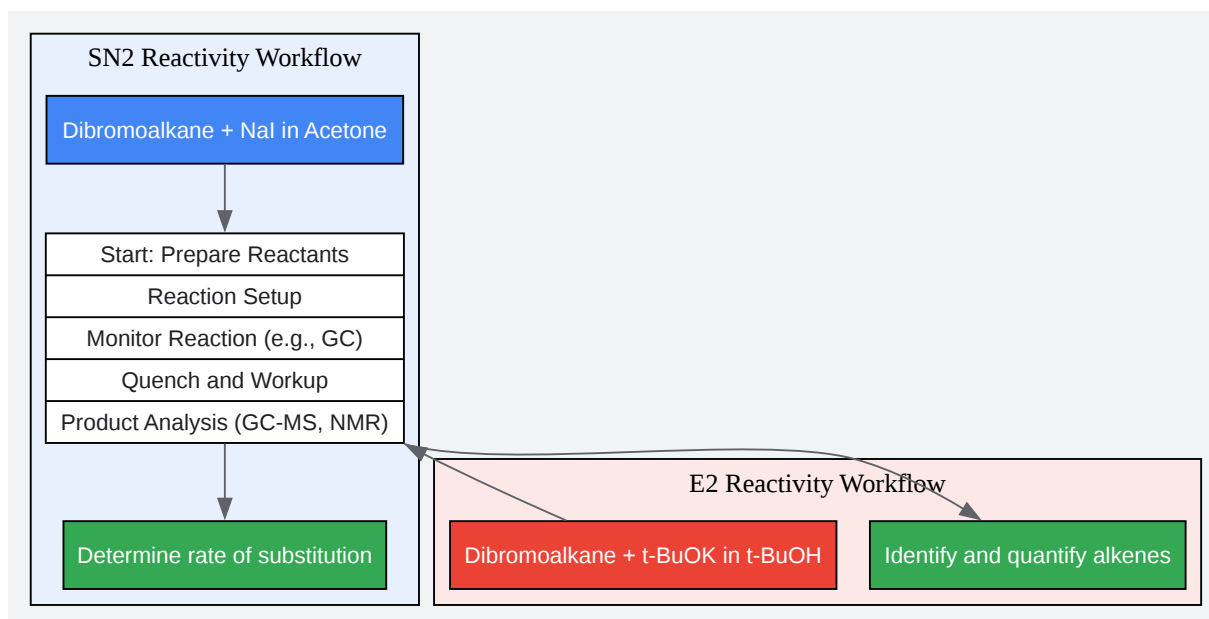 SN2 Reactivity Workflow
Dibromoalkane + NaI in Acetone
Start: Prepare Reactants
Reaction Setup
Monitor Reaction (e.g., GC)
Quench and Workup
Product Analysis (GC-MS, NMR)
Determine rate of substitution
E2 Reactivity Workflow
Dibromoalkane + t-BuOK in t-BuOH
Identify and quantify alkenes